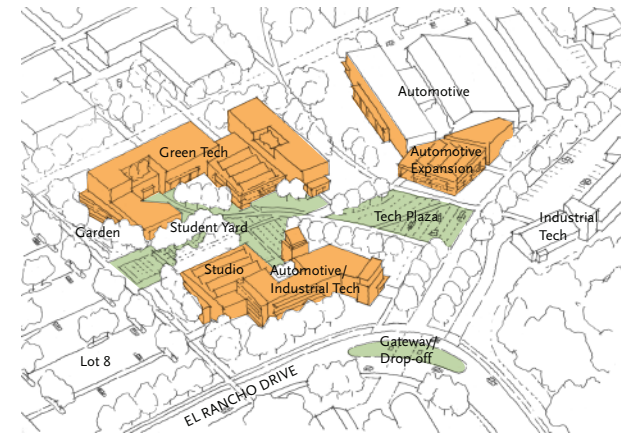 Automotive
Green Tech
Automotive
Expansion
Tech Plaza
Industrial
Tech
Garden
Student Yard
Studio
Automotive/
Industrial Tech
Gateway/
Drop-off
Lot 8
EL RANCHO DRIVE